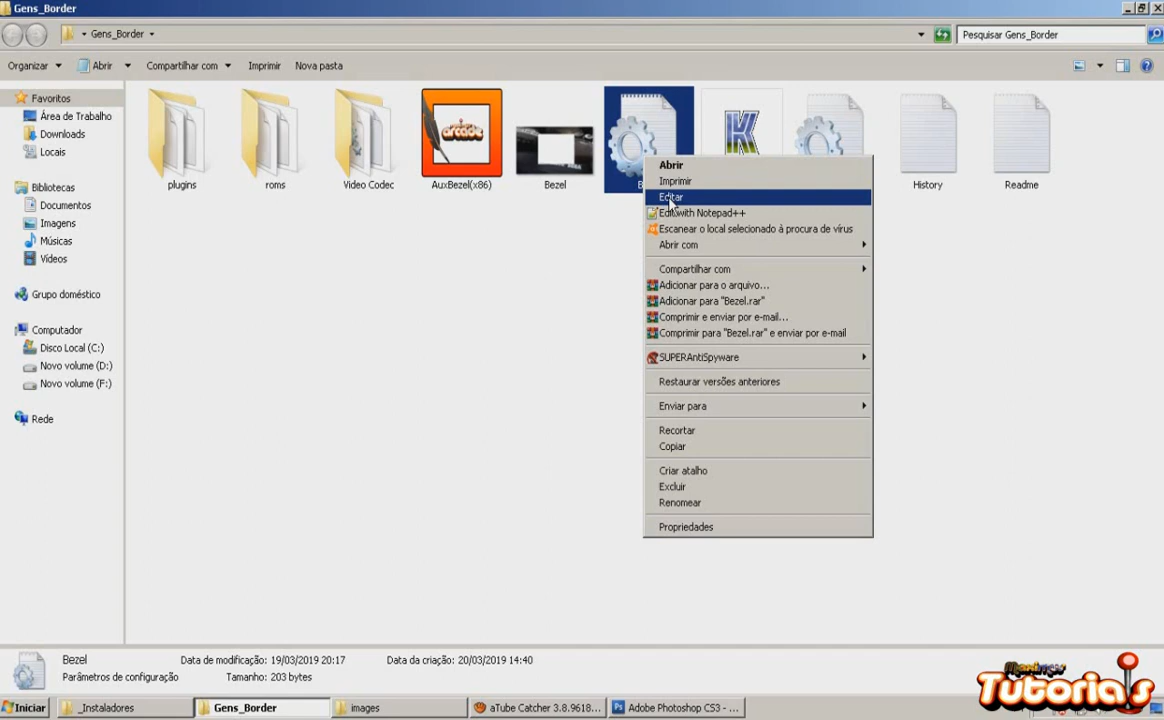 Gens_Border
Gens_Border
Pesquisar Gens_Border
Organizar
Abrir
Compartilhar com
Imprimir
Nova pasta
Favoritos
Área de Trabalho
Downloads
Locais
Bibliotecas
Documentos
Imagens
Músicas
Vídeos
Grupo doméstico
Computador
Disco Local (C:)
Novo volume (D:)
Novo volume (F:)
Rede
arcade
K
plugins
roms
Video Codec
AuxBezel(x86)
Bezel
History
Readme
Abrir
Imprimir
Editar
Edit with Notepad++
Escanear o local selecionado à procura de vírus
Abrir com
Compartilhar com
Adicionar para o arquivo...
Adicionar para "Bezel.rar"
Comprimir e enviar por e-mail...
Comprimir para "Bezel.rar" e enviar por e-mail
SUPERAntiSpyware
Restaurar versões anteriores
Enviar para
Recortar
Copiar
Criar atalho
Excluir
Renomear
Propriedades
Bezel
Data de modificação: 19/03/2019 20:17
Data da criação: 20/03/2019 14:40
Parâmetros de configuração
Tamanho: 203 bytes
Tutoriais
Iniciar
_Instaladores
Gens_Border
images
aTube Catcher 3.8.9618...
Adobe Photoshop CS3 - ...